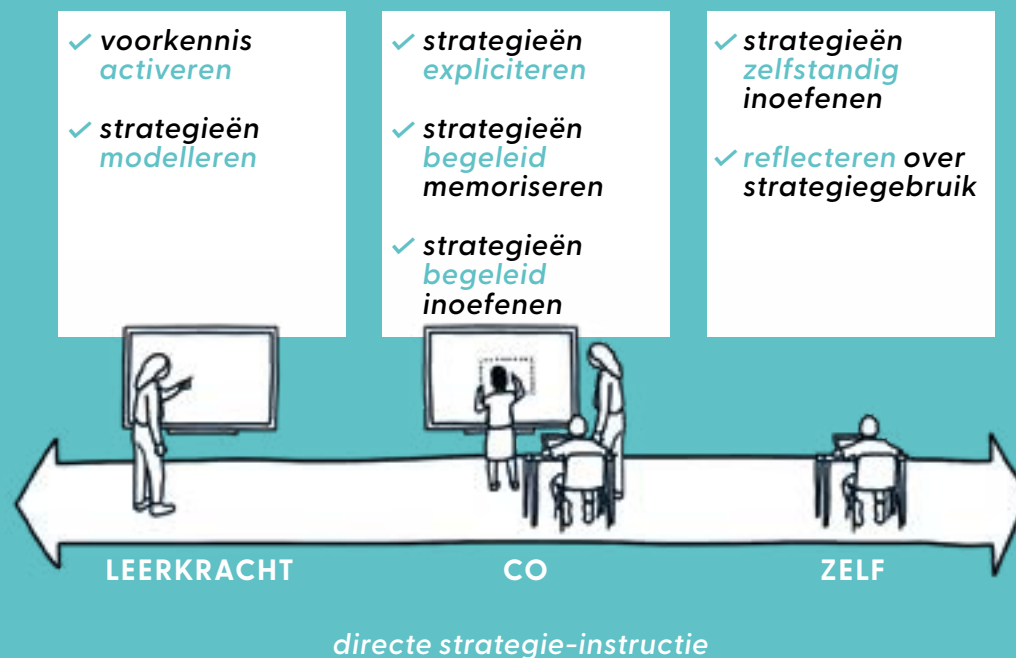 ✓ voorkennis
activeren
✓ strategieën
modelleren
✓ strategieën
expliciteren
✓ strategieën
begeleid
memoriseren
✓ strategieën
begeleid
inoefenen
✓ strategieën
zelfstandig
inoefenen
✓ reflecteren over
strategiegebruik
LEERKRACHT
CO
ZELF
directe strategie-instructie